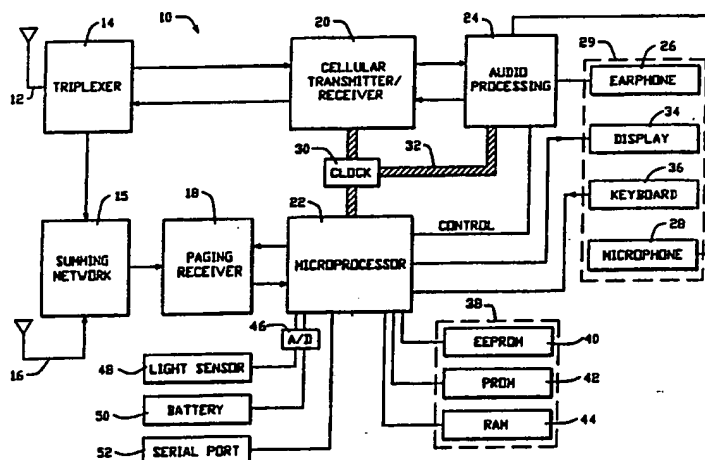 10
14
TRIPLEXER
12
20
CELLULAR
TRANSMITTER/
RECEIVER
24
AUDIO
PROCESSING
29
26
EARPHONE
34
DISPLAY
36
KEYBOARD
28
MICROPHONE
30
CLOCK
32
15
SUMMING
NETWORK
16
18
PAGING
RECEIVER
22
MICROPROCESSOR
CONTROL
46
A/D
48
LIGHT SENSOR
50
BATTERY
52
SERIAL PORT
38
EEPROM
40
PROM
42
RAM
44